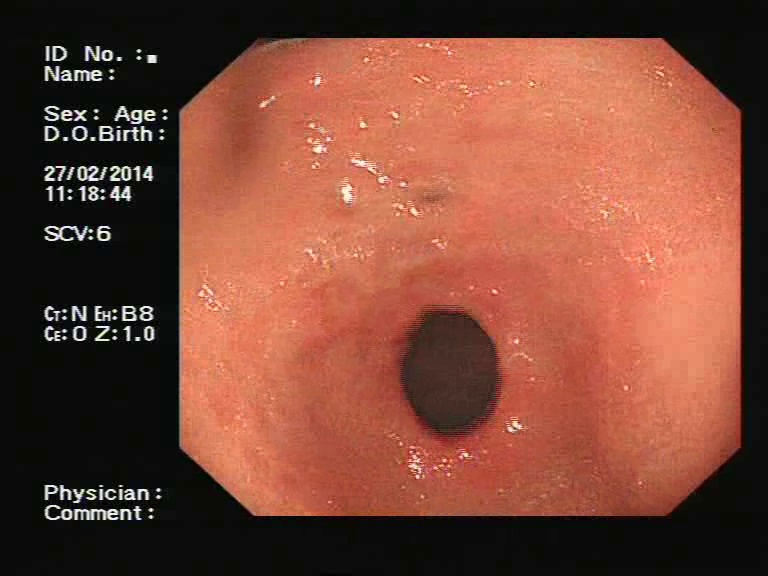 ID No. :
Name:
Sex: Age:
D.O.Birth:
27/02/2014
11:18:44
SCV:6
CT:N EH:B8
CE:0 Z:1.0
Physician:
Comment: